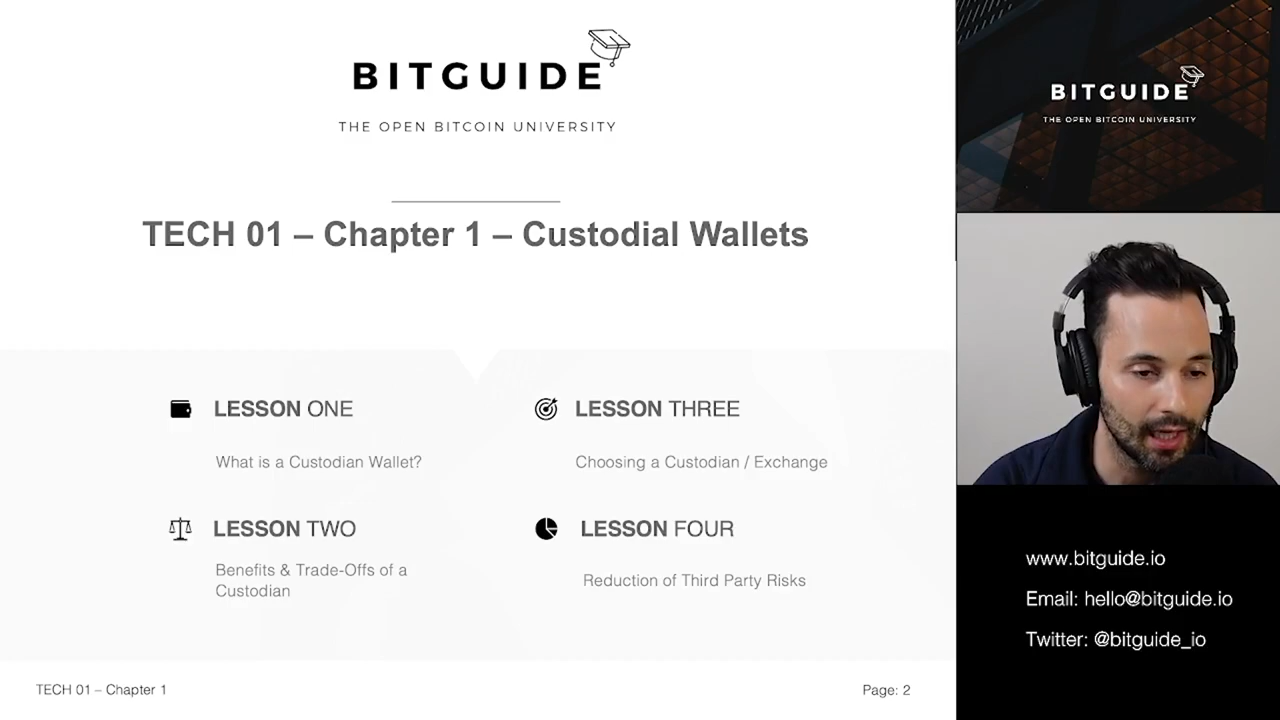 BITGUIDE
THE OPEN BITCOIN UNIVERSITY
TECH 01 – Chapter 1 – Custodial Wallets
LESSON ONE
What is a Custodian Wallet?
LESSON TWO
Benefits & Trade-Offs of a
Custodian
LESSON THREE
Choosing a Custodian / Exchange
LESSON FOUR
Reduction of Third Party Risks
TECH 01 – Chapter 1
Page: 2
BITGUIDE
THE OPEN BITCOIN UNIVERSITY
www.bitguide.io
Email: hello@bitguide.io
Twitter: @bitguide_io